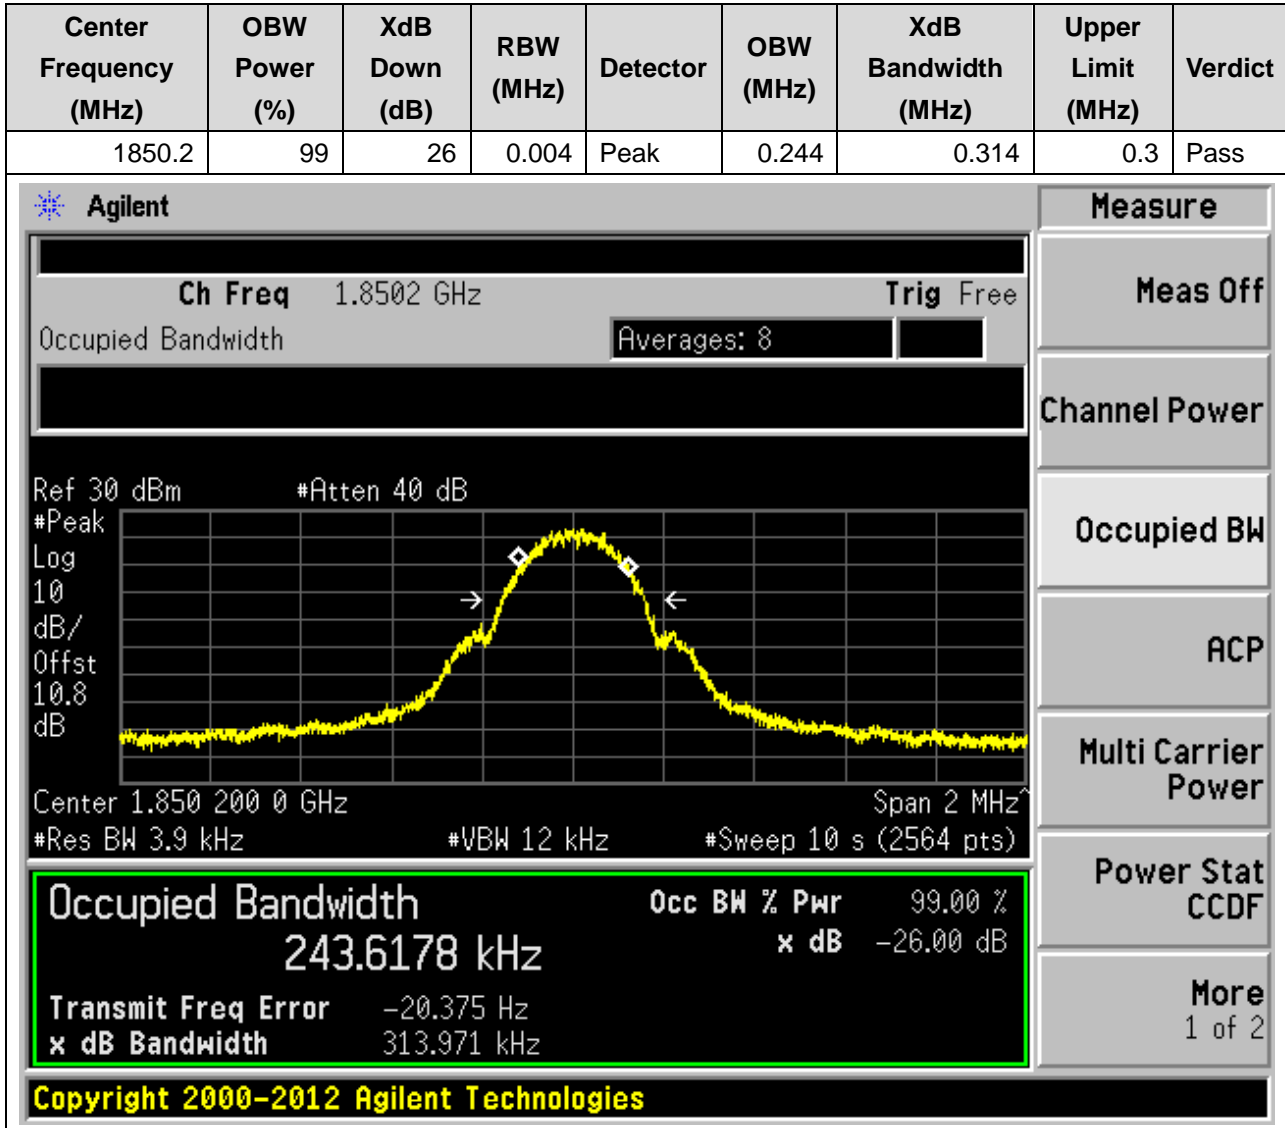 Center Frequency (MHz) OBW Power (%) XdB Down (dB) RBW (MHz) Detector OBW (MHz) XdB Bandwidth (MHz) Upper Limit (MHz) Verdict
1850.2 99 26 0.004 Peak 0.244 0.314 0.3 Pass
Agilent
Measure
Ch Freq 1.8502 GHz Trig Free
Meas Off
Occupied Bandwidth Averages: 8
Channel Power
Ref 30 dBm #Atten 40 dB
#Peak
Log
10
dB/
Offst
10.8
dB
Occupied BW
ACP
Center 1.850 200 0 GHz Span 2 MHz^
#Res BW 3.9 kHz #VBW 12 kHz #Sweep 10 s (2564 pts)
Multi Carrier
Power
Occupied Bandwidth Occ BW % Pwr 99.00 %
243.6178 kHz x dB -26.00 dB
Power Stat
CCDF
Transmit Freq Error -20.375 Hz
x dB Bandwidth 313.971 kHz
More
1 of 2
Copyright 2000-2012 Agilent Technologies